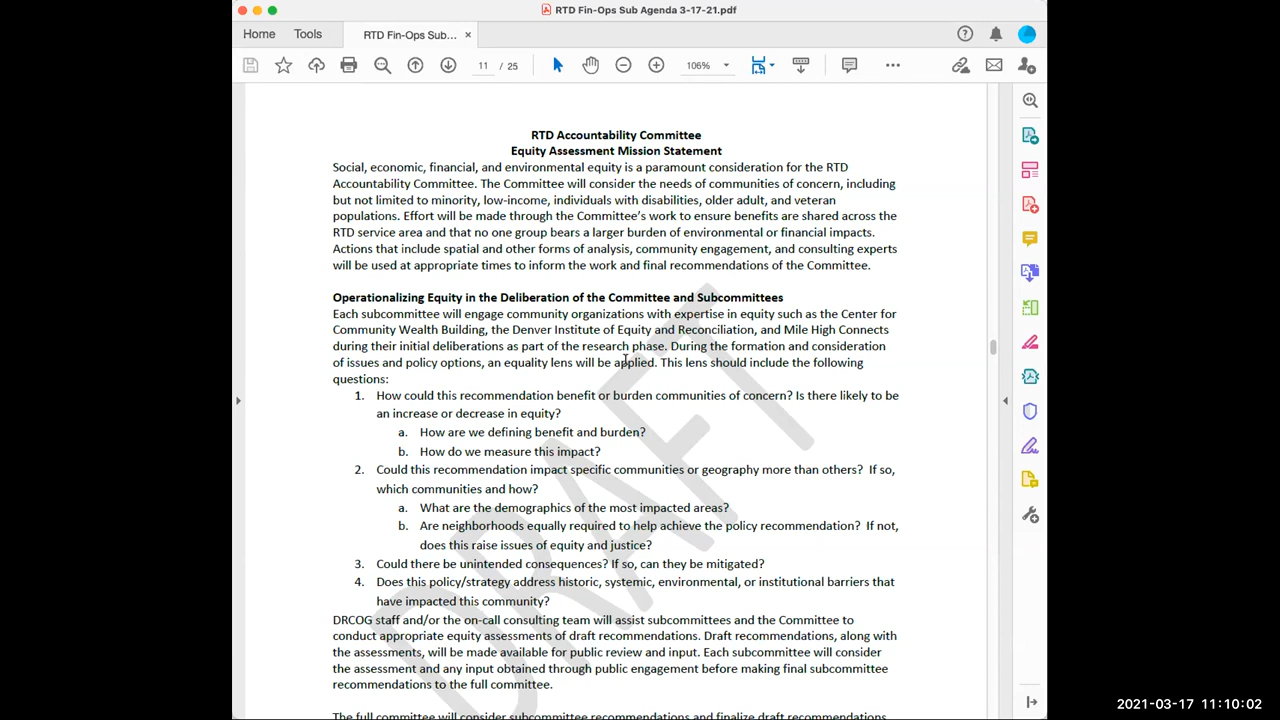 RTD Fin-Ops Sub Agenda 3-17-21.pdf
Home Tools RTD Fin-Ops Sub... ×
11 / 25 106%
RTD Accountability Committee
Equity Assessment Mission Statement
Social, economic, financial, and environmental equity is a paramount consideration for the RTD
Accountability Committee. The Committee will consider the needs of communities of concern, including
but not limited to minority, low-income, individuals with disabilities, older adult, and veteran
populations. Effort will be made through the Committee's work to ensure benefits are shared across the
RTD service area and that no one group bears a larger burden of environmental or financial impacts.
Actions that include spatial and other forms of analysis, community engagement, and consulting experts
will be used at appropriate times to inform the work and final recommendations of the Committee.
Operationalizing Equity in the Deliberation of the Committee and Subcommittees
Each subcommittee will engage community organizations with expertise in equity such as the Center for
Community Wealth Building, the Denver Institute of Equity and Reconciliation, and Mile High Connects
during their initial deliberations as part of the research phase. During the formation and consideration
of issues and policy options, an equality lens will be applied. This lens should include the following
questions:
1. How could this recommendation benefit or burden communities of concern? Is there likely to be
an increase or decrease in equity?
a. How are we defining benefit and burden?
b. How do we measure this impact?
2. Could this recommendation impact specific communities or geography more than others? If so,
which communities and how?
a. What are the demographics of the most impacted areas?
b. Are neighborhoods equally required to help achieve the policy recommendation? If not,
does this raise issues of equity and justice?
3. Could there be unintended consequences? If so, can they be mitigated?
4. Does this policy/strategy address historic, systemic, environmental, or institutional barriers that
have impacted this community?
DRCOG staff and/or the on-call consulting team will assist subcommittees and the Committee to
conduct appropriate equity assessments of draft recommendations. Draft recommendations, along with
the assessments, will be made available for public review and input. Each subcommittee will consider
the assessment and any input obtained through public engagement before making final subcommittee
recommendations to the full committee.
The full committee will consider subcommittee recommendations and finalize draft recommendations
DRAFT
2021-03-17 11:10:02